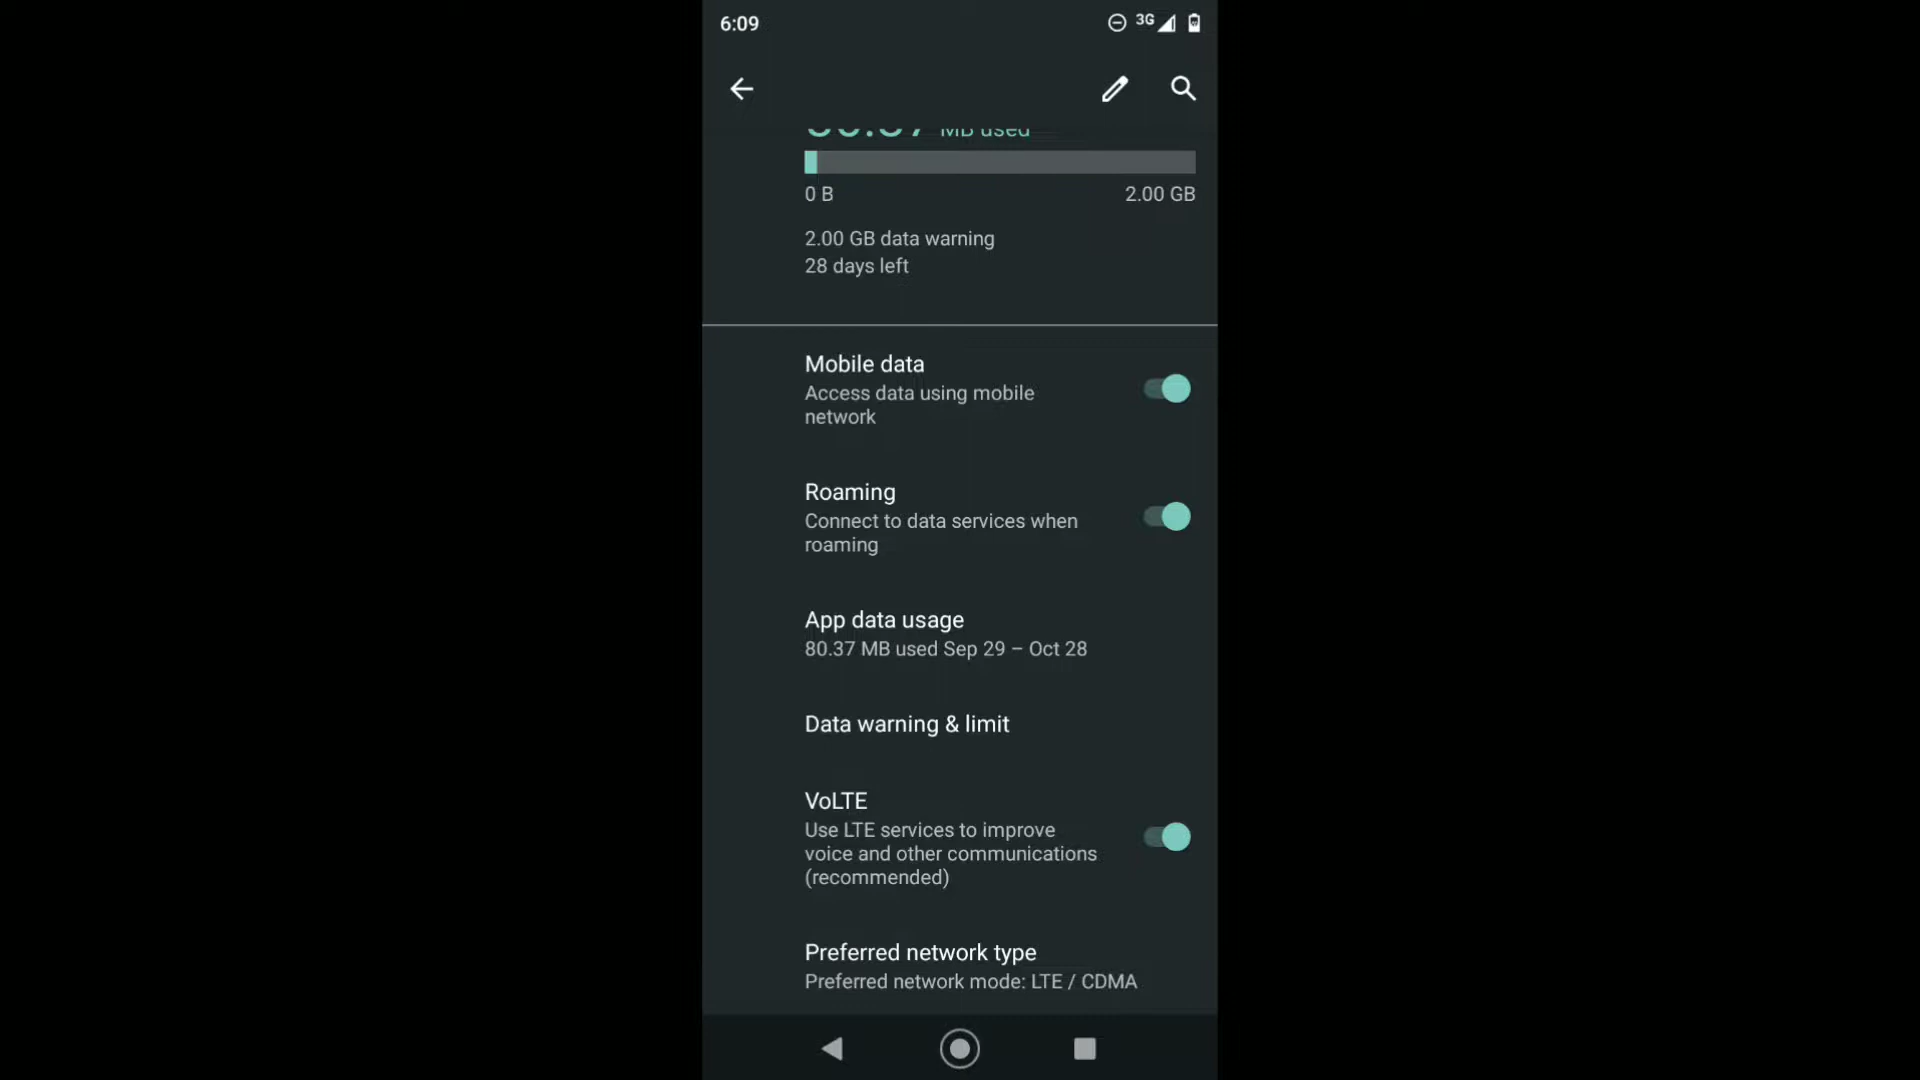 6:09
3G
MB used
0 B
2.00 GB
2.00 GB data warning
28 days left
Mobile data
Access data using mobile
network
Roaming
Connect to data services when
roaming
App data usage
80.37 MB used Sep 29 – Oct 28
Data warning & limit
VoLTE
Use LTE services to improve
voice and other communications
(recommended)
Preferred network type
Preferred network mode: LTE / CDMA